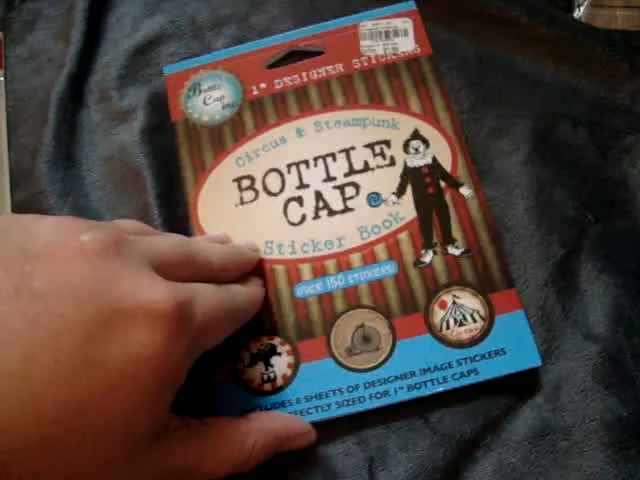 1" DESIGNER STICKERS
Bottle
Cap
Circus & Steampunk
BOTTLE
CAP
Sticker Book
OVER 150 STICKERS!
INCLUDES 8 SHEETS OF DESIGNER IMAGE STICKERS
PERFECTLY SIZED FOR 1" BOTTLE CAPS